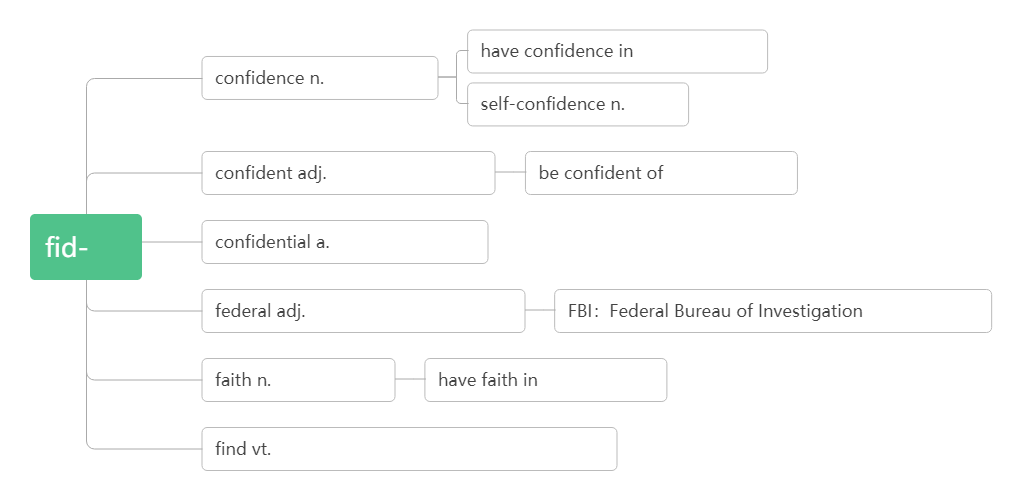 fid-
confidence n.
have confidence in
self-confidence n.
confident adj.
be confident of
confidential a.
federal adj.
FBI：Federal Bureau of Investigation
faith n.
have faith in
find vt.